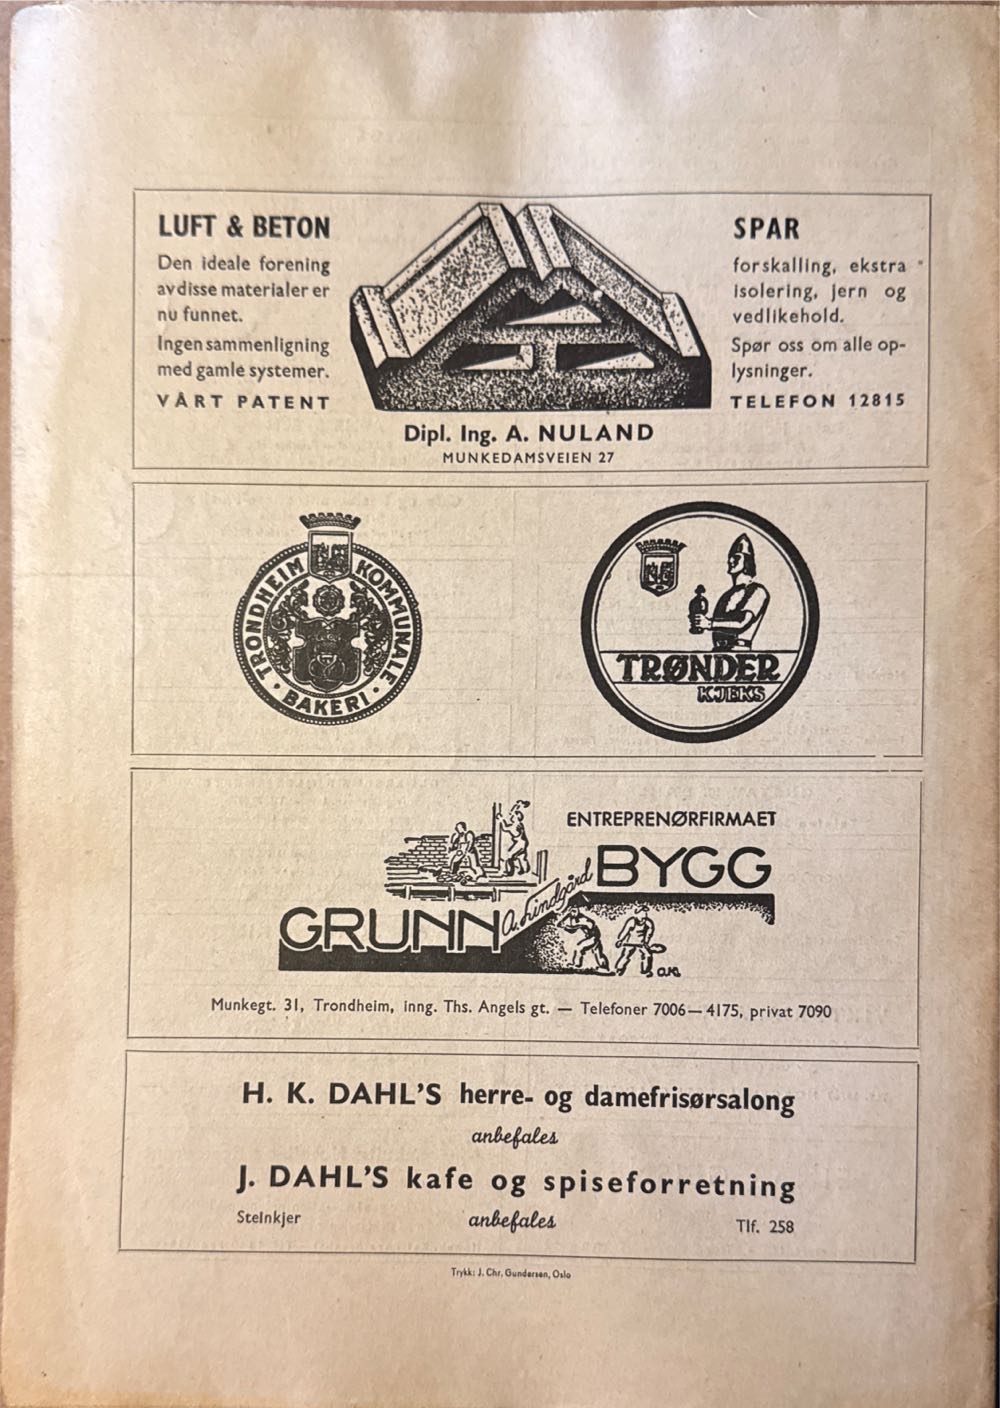 LUFT & BETON
Den ideale forening
av disse materialer er
nu funnet.
Ingen sammenligning
med gamle systemer.
VÅRT PATENT
SPAR
forskalling, ekstra
isolering, jern og
vedlikehold.
Spør oss om alle op-
lysninger.
TELEFON 12815
Dipl. Ing. A. NULAND
MUNKEDAMSVEIEN 27
TRONDHEIM KOMMUNALE
BAKERI
TRØNDER
KJEKS
ENTREPRENØRFIRMAET
BYGG
A. Lindgård
GRUNN
Munkegt. 31, Trondheim, inng. Ths. Angels gt. — Telefoner 7006—4175, privat 7090
H. K. DAHL'S herre- og damefrisørsalong
anbefales
J. DAHL'S kafe og spiseforretning
Steinkjer anbefales Tlf. 258
Trykk: J. Chr. Gundersen, Oslo